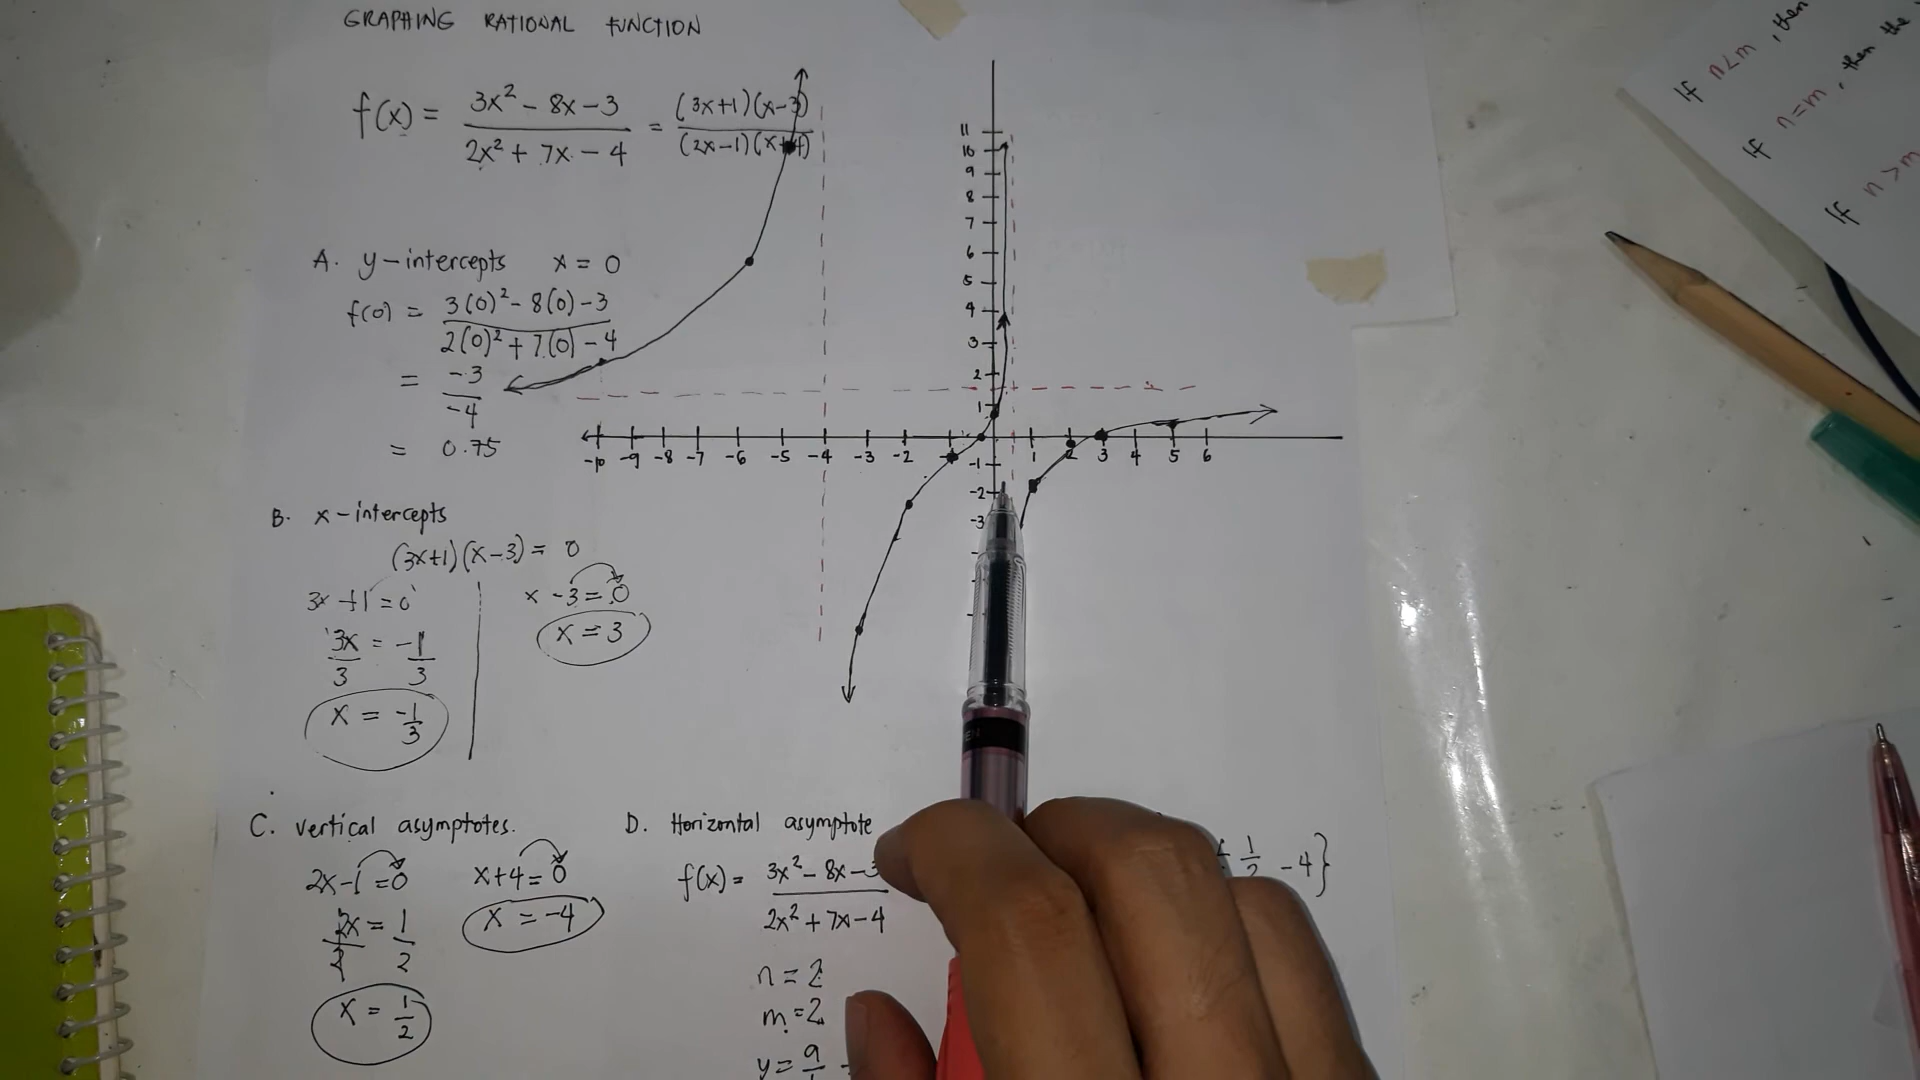 GRAPHING RATIONAL FUNCTION
f(x) = 3x² - 8x - 3 / 2x² + 7x - 4 = (3x+1)(x-3) / (2x-1)(x+4)
A. y-intercepts x = 0
f(0) = 3(0)² - 8(0) - 3 / 2(0)² + 7(0) - 4
= -3 / -4
= 0.75
B. x-intercepts
(3x+1)(x-3) = 0
3x+1 = 0
3x / 3 = -1 / 3
x = -1/3
x - 3 = 0
x = 3
C. vertical asymptotes.
2x-1 = 0
2x / 2 = 1 / 2
x = 1/2
x+4 = 0
x = -4
D. Horizontal asymptote
f(x) = 3x² - 8x - 3 / 2x² + 7x - 4
n = 2
m = 2
y = a
1/2 - 4}
11
10
9
8
7
6
5
4
3
2
1
-1
-2
-3
-10 -9 -8 -7 -6 -5 -4 -3 -2 1 2 3 4 5 6
If n<m, then
If n=m, then the
If n>m